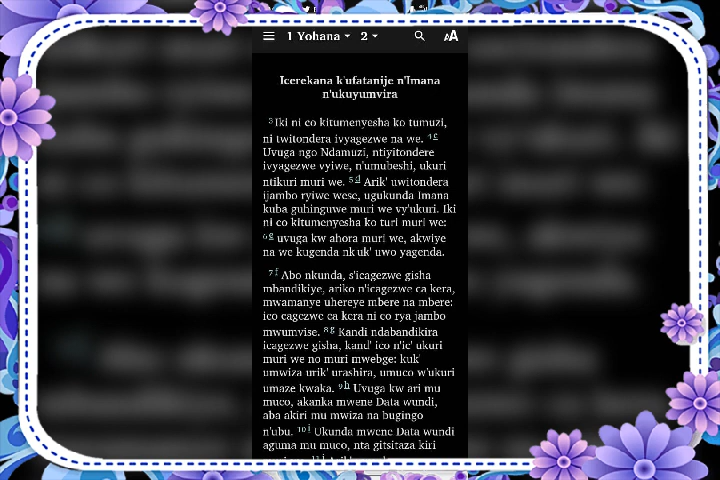 1 Yohana 2 AA
Icerekana k'ufatanije n'Imana
n'ukuyumvira
3 Iki ni co kitumenyesha ko tumuzi,
ni twitondera ivyagezwe na we. 4 c
Uvuga ngo Ndamuzi, ntiyitondere
ivyagezwe vyiwe, n'umubeshi, ukuri
ntikuri muri we. 5 d Arik' uwitondera
ijambo ryiwe wese, ugukunda Imana
kuba guhinguwe muri we vy'ukuri. Iki
ni co kitumenyesha ko turi muri we:
6 e uvuga kw ahora muri we, akwiye
na we kugenda nk uk' uwo yagenda.
7 f Abo nkunda, s'icagezwe gisha
mbandikiye, ariko n'icagezwe ca kera,
mwamanye uhereye mbere na mbere:
ico cagezwe ca kera ni co rya jambo
mwumvise. 8 g Kandi ndabandikira
icagezwe gisha, kand' ico n'ic' ukuri
muri we no muri mwebge: kuk'
umwiza urik' urashira, umuco w'ukuri
umaze kwaka. 9 h Uvuga kw ari mu
muco, akanka mwene Data wundi,
aba akiri mu mwiza na bugingo
n'ubu. 10 i Ukunda mwene Data wundi
aguma mu muco, nta gitsitaza kiri